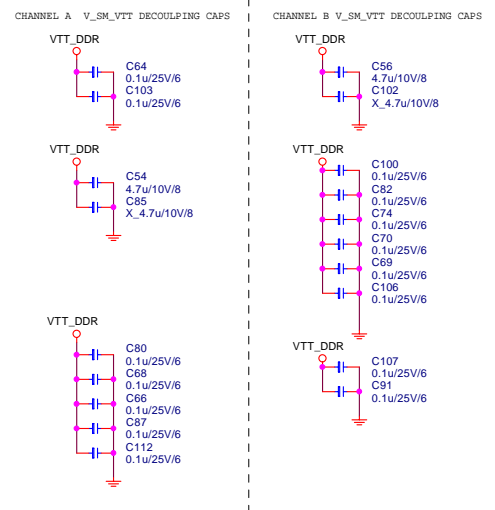 CHANNEL A V_SM_VTT DECOULPING CAPS
VTT_DDR
C64
0.1u/25V/6
C103
0.1u/25V/6
VTT_DDR
C54
4.7u/10V/8
C85
X_4.7u/10V/8
VTT_DDR
C80
0.1u/25V/6
C68
0.1u/25V/6
C66
0.1u/25V/6
C87
0.1u/25V/6
C112
0.1u/25V/6
CHANNEL B V_SM_VTT DECOULPING CAPS
VTT_DDR
C56
4.7u/10V/8
C102
X_4.7u/10V/8
VTT_DDR
C100
0.1u/25V/6
C82
0.1u/25V/6
C74
0.1u/25V/6
C70
0.1u/25V/6
C69
0.1u/25V/6
C106
0.1u/25V/6
VTT_DDR
C107
0.1u/25V/6
C91
0.1u/25V/6